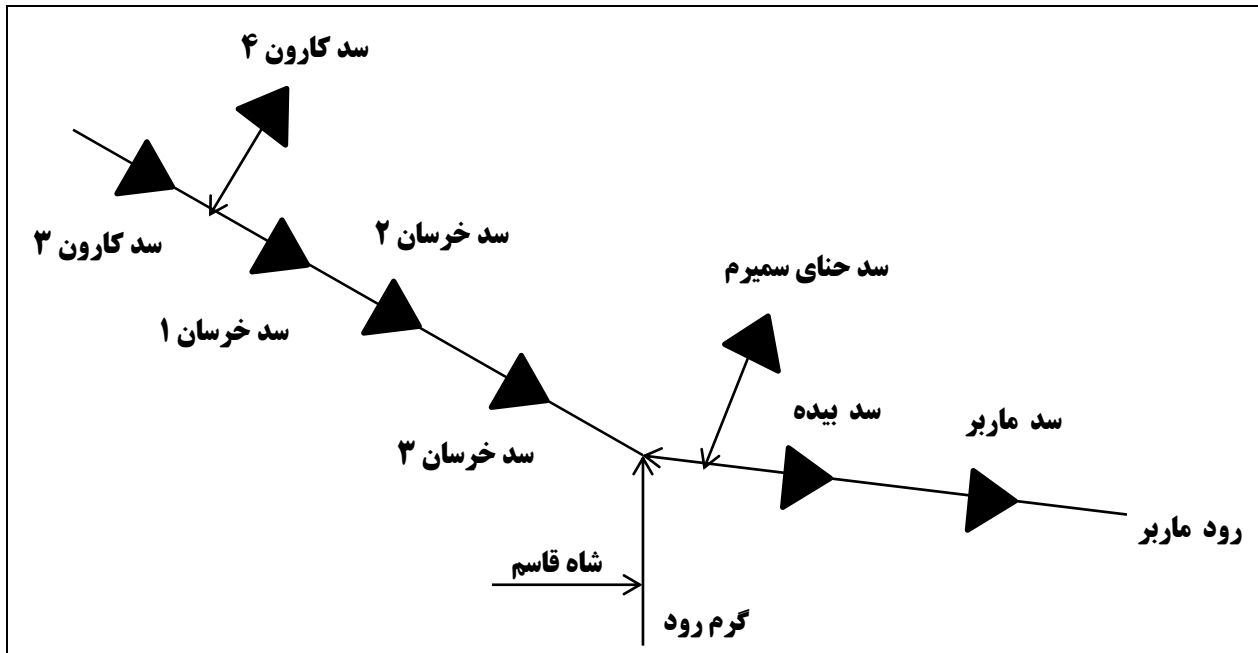 سد کارون ۴
سد خرسان ۲
سد کارون ۳
سد حنای سمیرم
سد خرسان ۱
سد بیده
سد ماربر
سد خرسان ۳
رود ماربر
شاه قاسم
گرم رود